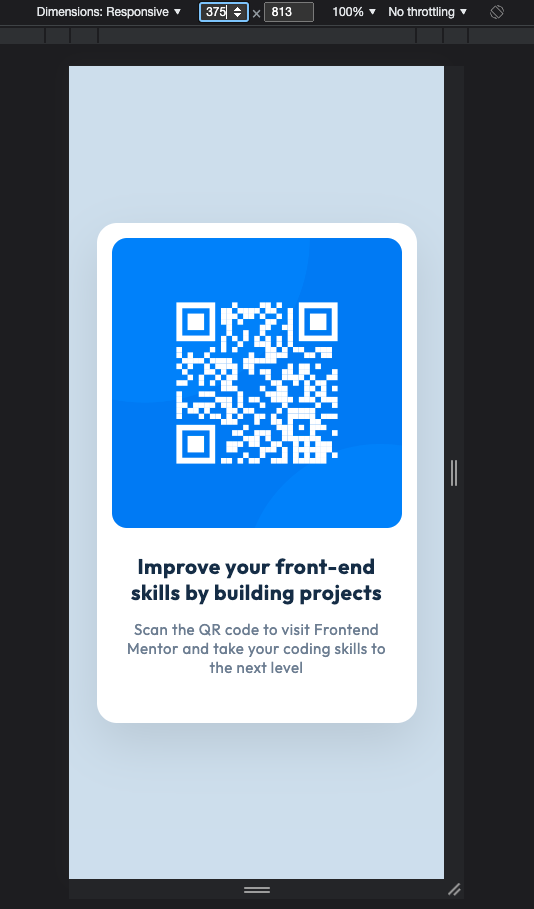 Dimensions: Responsive ▼ 375 × 813 100% ▼ No throttling ▼
Improve your front-end
skills by building projects
Scan the QR code to visit Frontend
Mentor and take your coding skills to
the next level